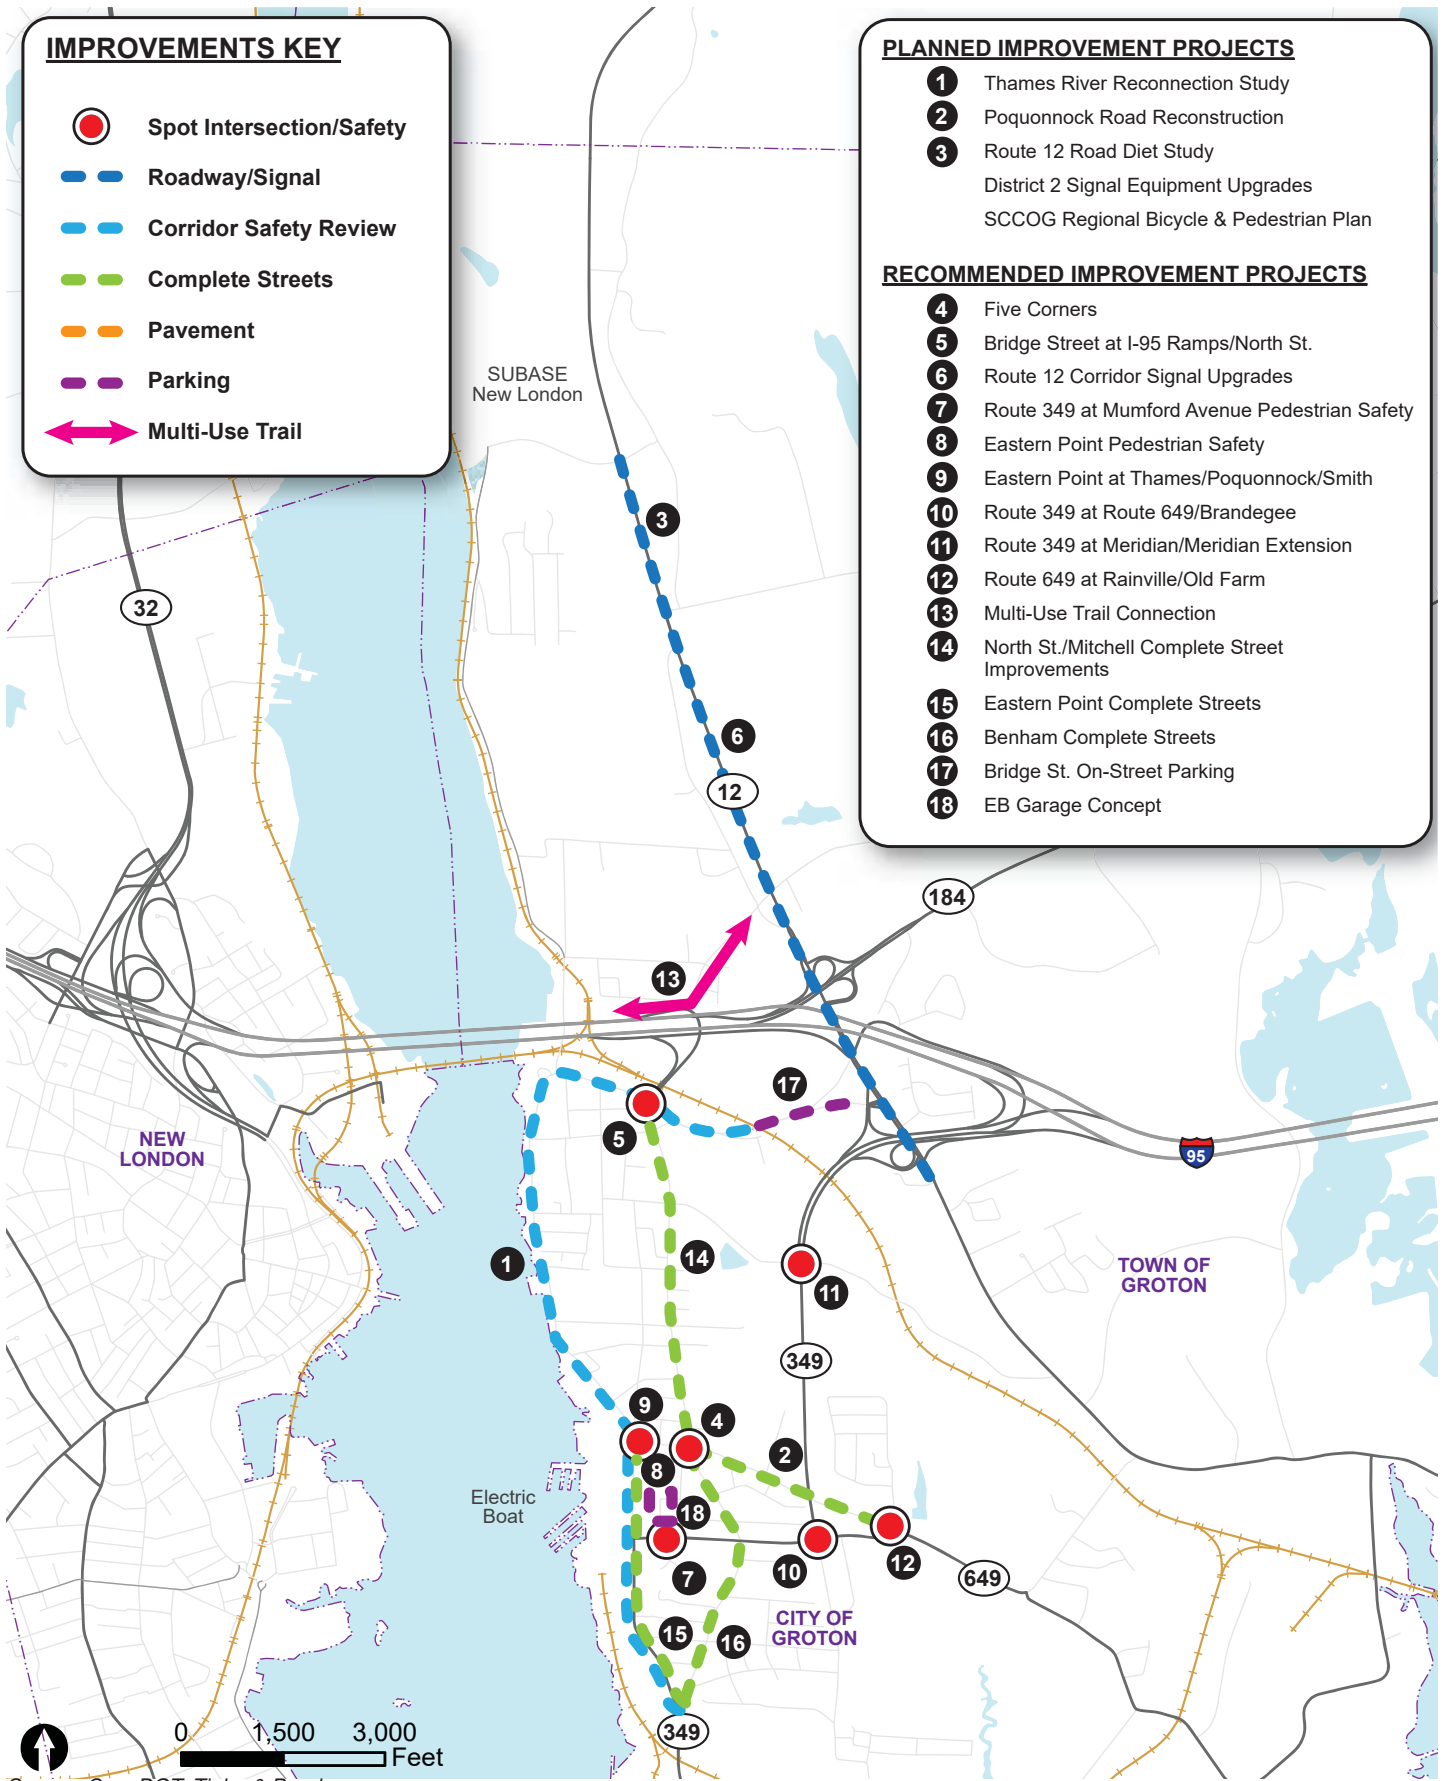 IMPROVEMENTS KEY
Spot Intersection/Safety
Roadway/Signal
Corridor Safety Review
Complete Streets
Pavement
Parking
Multi-Use Trail
PLANNED IMPROVEMENT PROJECTS
1 Thames River Reconnection Study
2 Poquonnock Road Reconstruction
3 Route 12 Road Diet Study
District 2 Signal Equipment Upgrades
SCCOG Regional Bicycle & Pedestrian Plan
RECOMMENDED IMPROVEMENT PROJECTS
4 Five Corners
5 Bridge Street at I-95 Ramps/North St.
6 Route 12 Corridor Signal Upgrades
7 Route 349 at Mumford Avenue Pedestrian Safety
8 Eastern Point Pedestrian Safety
9 Eastern Point at Thames/Poquonnock/Smith
10 Route 349 at Route 649/Brandegee
11 Route 349 at Meridian/Meridian Extension
12 Route 649 at Rainville/Old Farm
13 Multi-Use Trail Connection
14 North St./Mitchell Complete Street
Improvements
15 Eastern Point Complete Streets
16 Benham Complete Streets
17 Bridge St. On-Street Parking
18 EB Garage Concept
SUBASE
New London
3
32
6
12
184
13
17
5
NEW
LONDON
95
1
14
TOWN OF
GROTON
11
349
9
4
2
8
Electric
Boat
18
10
12
7
649
CITY OF
GROTON
15
16
349
0 1,500 3,000
Feet